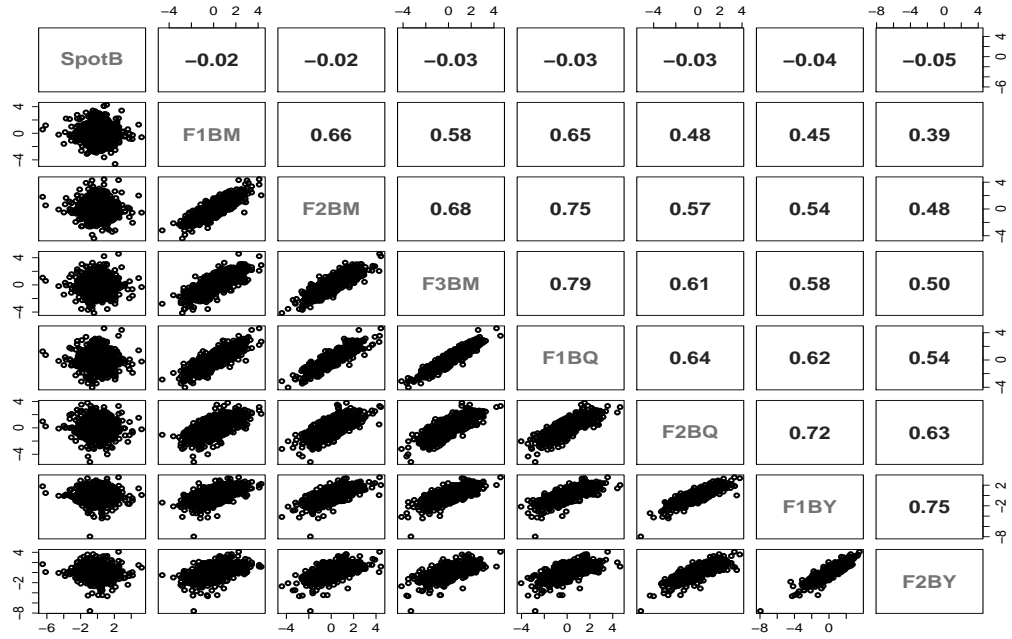 −4 0 2 4 −4 0 2 4 −4 0 2 4 −8 −4 0 4
SpotB −0.02 −0.02 −0.03 −0.03 −0.03 −0.04 −0.05 −6 −2 2 4
−4 0 4 F1BM 0.66 0.58 0.65 0.48 0.45 0.39
F2BM 0.68 0.75 0.57 0.54 0.48 −4 0 2 4
−4 0 4 F3BM 0.79 0.61 0.58 0.50
F1BQ 0.64 0.62 0.54 −4 0 2 4
−4 0 4 F2BQ 0.72 0.63
F1BY 0.75 −8 −2 2
−8 −2 4 F2BY
−6 −2 2 −4 0 2 4 −4 0 2 4 −8 −4 0